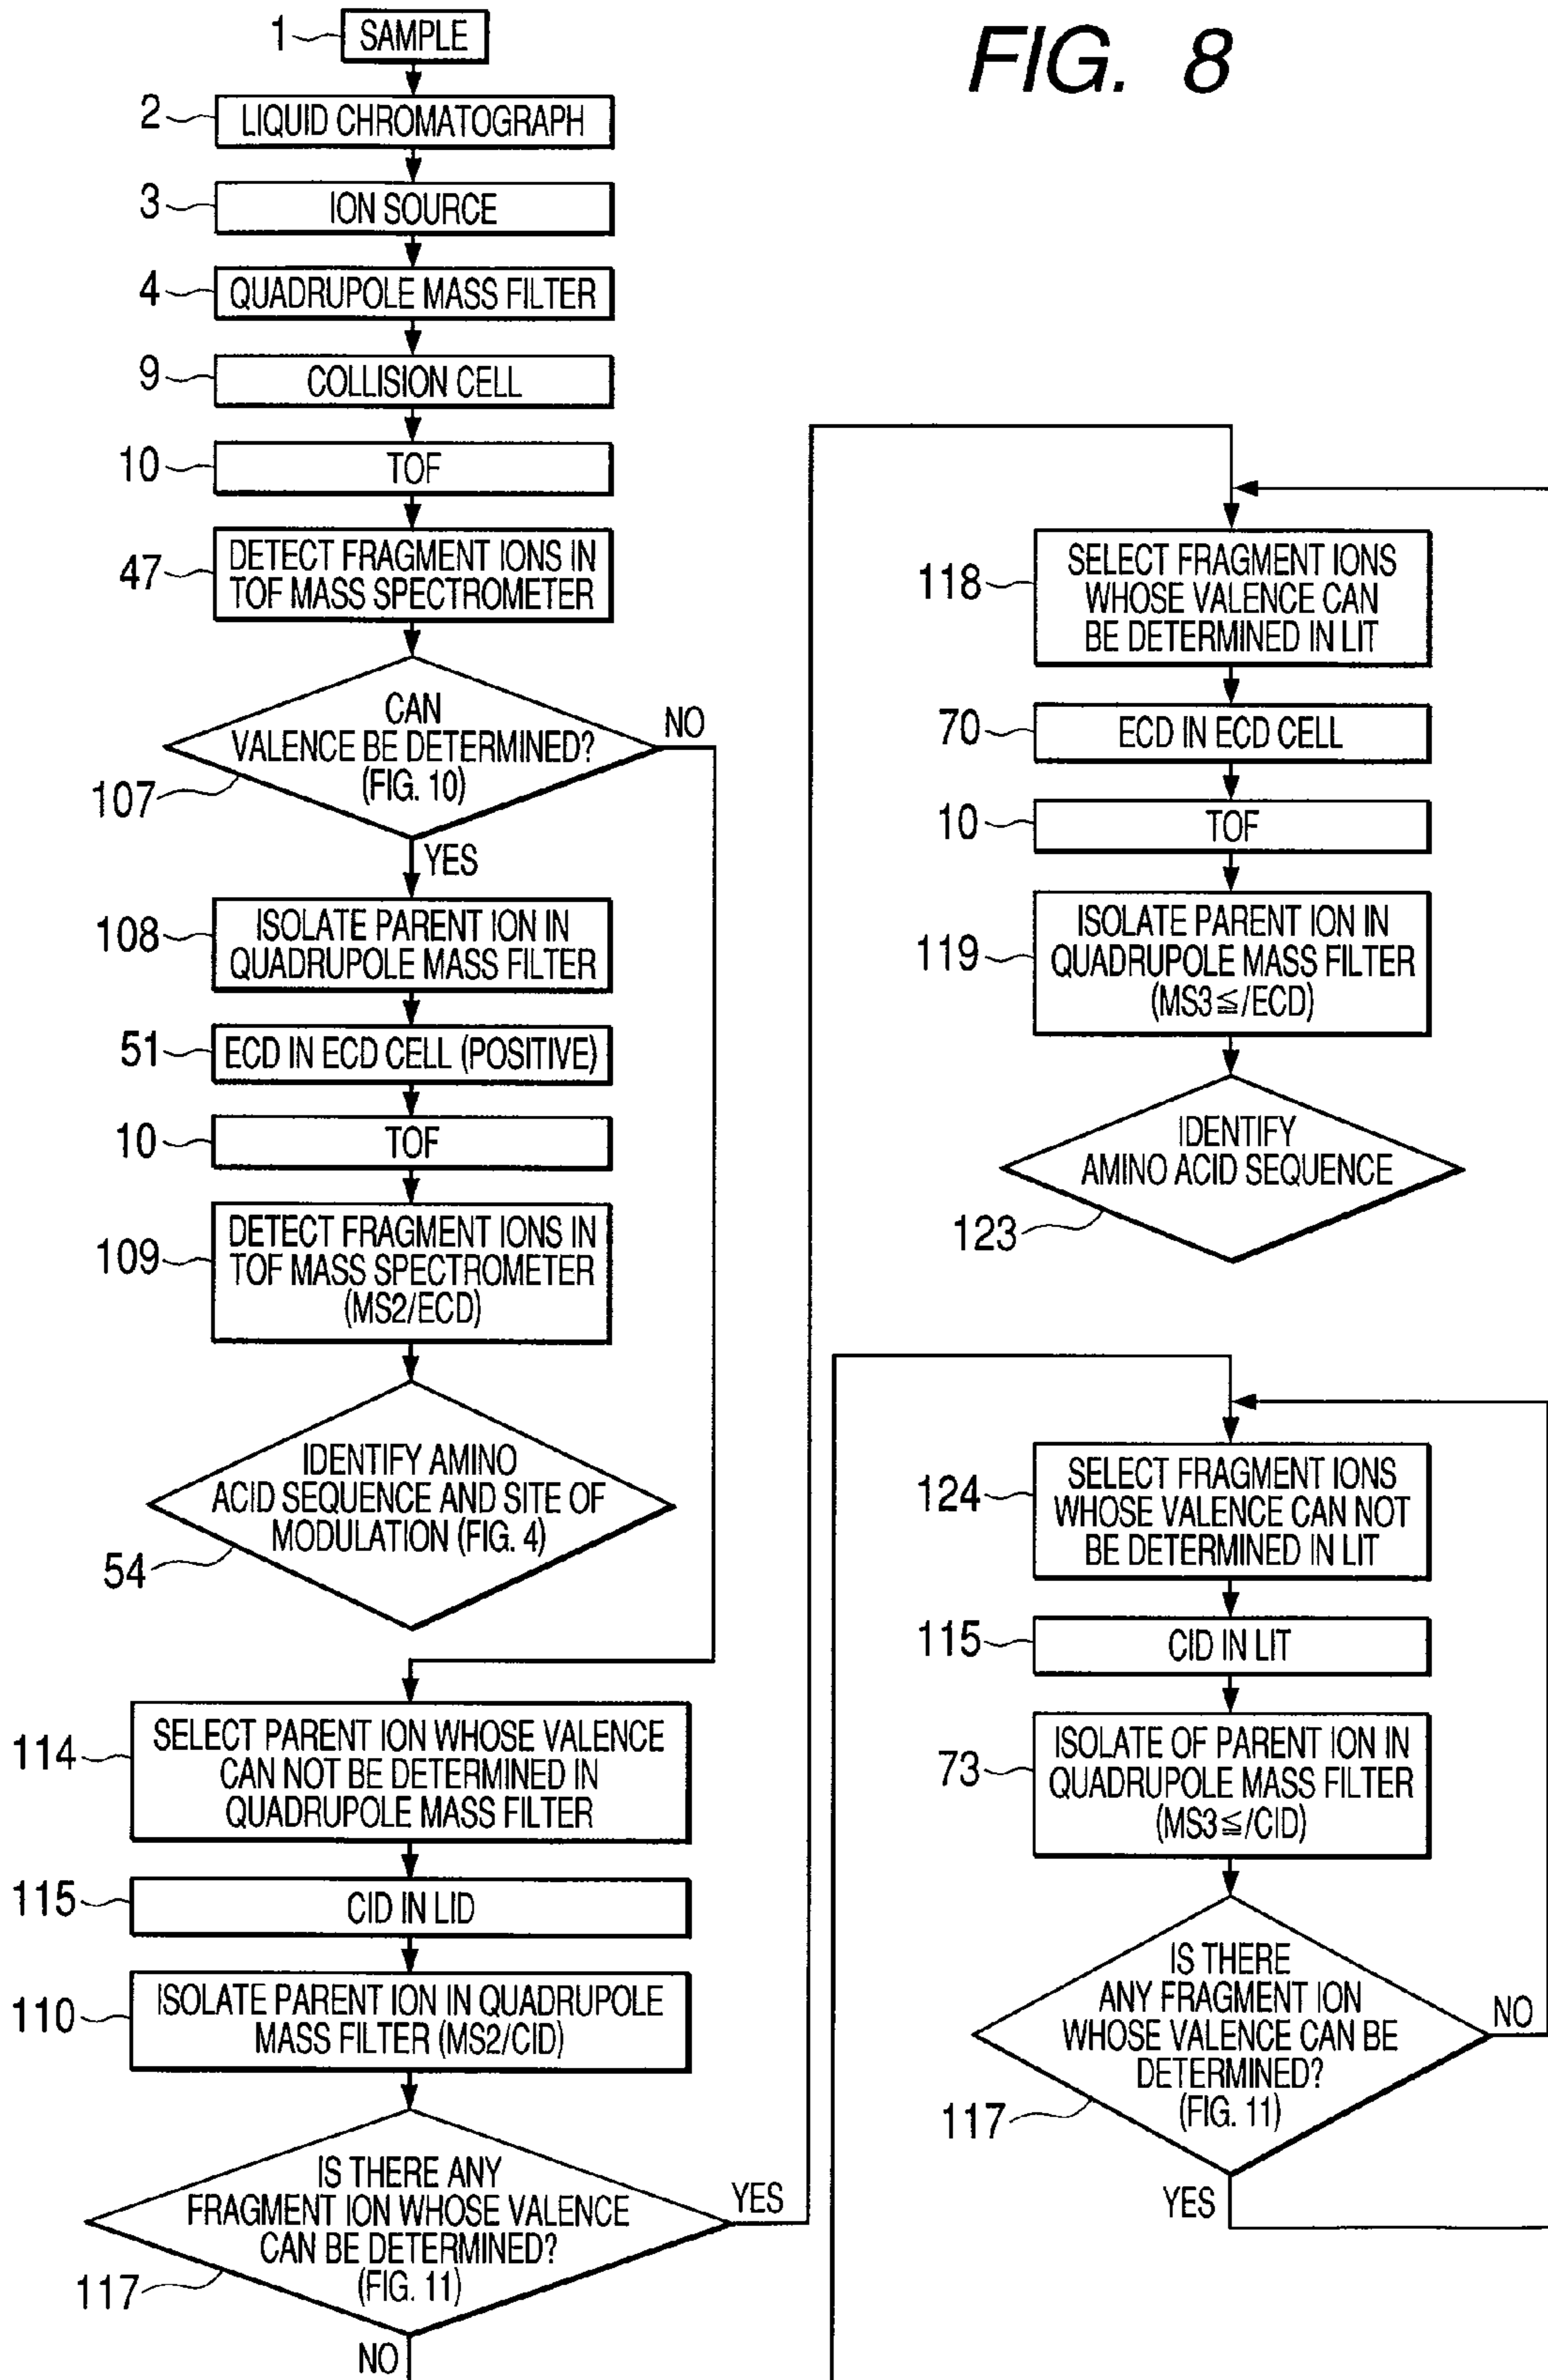 FIG. 8
1
SAMPLE
2
LIQUID CHROMATOGRAPH
3
ION SOURCE
4
QUADRUPOLE MASS FILTER
9
COLLISION CELL
10
TOF
47
DETECT FRAGMENT IONS IN
TOF MASS SPECTROMETER
CAN
VALENCE BE DETERMINED?
(FIG. 10)
107
NO
YES
108
ISOLATE PARENT ION IN
QUADRUPOLE MASS FILTER
51
ECD IN ECD CELL (POSITIVE)
10
TOF
109
DETECT FRAGMENT IONS IN
TOF MASS SPECTROMETER
(MS2/ECD)
IDENTIFY AMINO
ACID SEQUENCE AND SITE OF
MODULATION (FIG. 4)
54
114
SELECT PARENT ION WHOSE VALENCE
CAN NOT BE DETERMINED IN
QUADRUPOLE MASS FILTER
115
CID IN LID
110
ISOLATE PARENT ION IN QUADRUPOLE
MASS FILTER (MS2/CID)
IS THERE ANY
FRAGMENT ION WHOSE VALENCE
CAN BE DETERMINED?
(FIG. 11)
117
YES
NO
118
SELECT FRAGMENT IONS
WHOSE VALENCE CAN
BE DETERMINED IN LIT
70
ECD IN ECD CELL
10
TOF
119
ISOLATE PARENT ION IN
QUADRUPOLE MASS FILTER
(MS3≦/ECD)
IDENTIFY
AMINO ACID SEQUENCE
123
124
SELECT FRAGMENT IONS
WHOSE VALENCE CAN NOT
BE DETERMINED IN LIT
115
CID IN LIT
73
ISOLATE OF PARENT ION IN
QUADRUPOLE MASS FILTER
(MS3≦/CID)
IS THERE
ANY FRAGMENT ION
WHOSE VALENCE CAN BE
DETERMINED?
(FIG. 11)
117
NO
YES